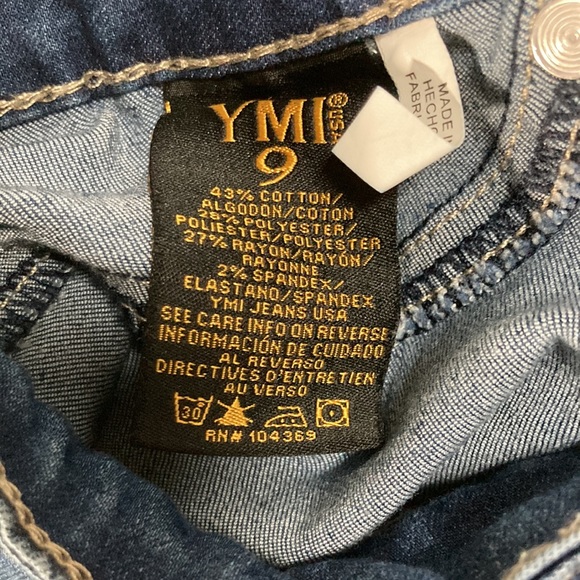 YMI® USA
9
43% COTTON/
ALGODON/COTON
28% POLYESTER/
POLIESTER/POLYESTER
27% RAYON/RAYÓN/
RAYONNE
2% SPANDEX/
ELASTANO/SPANDEX
YMI JEANS USA
SEE CARE INFO ON REVERSE
INFORMACIÓN DE CUIDADO
AL REVERSO
DIRECTIVES D'ENTRETIEN
AU VERSO
30
RN# 104369
MADE
HECHO